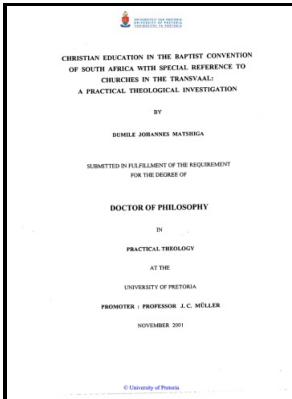 UNIVERSITEIT VAN PRETORIA
UNIVERSITY OF PRETORIA
YUNIBESITHI YA PRETORIA
CHRISTIAN EDUCATION IN THE BAPTIST CONVENTION
OF SOUTH AFRICA WITH SPECIAL REFERENCE TO
CHURCHES IN THE TRANSVAAL:
A PRACTICAL THEOLOGICAL INVESTIGATION
BY
DUMILE JOHANNES MATSHIGA
SUBMITTED IN FULFILLMENT OF THE REQUIREMENT
FOR THE DEGREE OF
DOCTOR OF PHILOSOPHY
IN
PRACTICAL THEOLOGY
AT THE
UNIVERSITY OF PRETORIA
PROMOTER : PROFESSOR J. C. MÜLLER
NOVEMBER 2001
© University of Pretoria